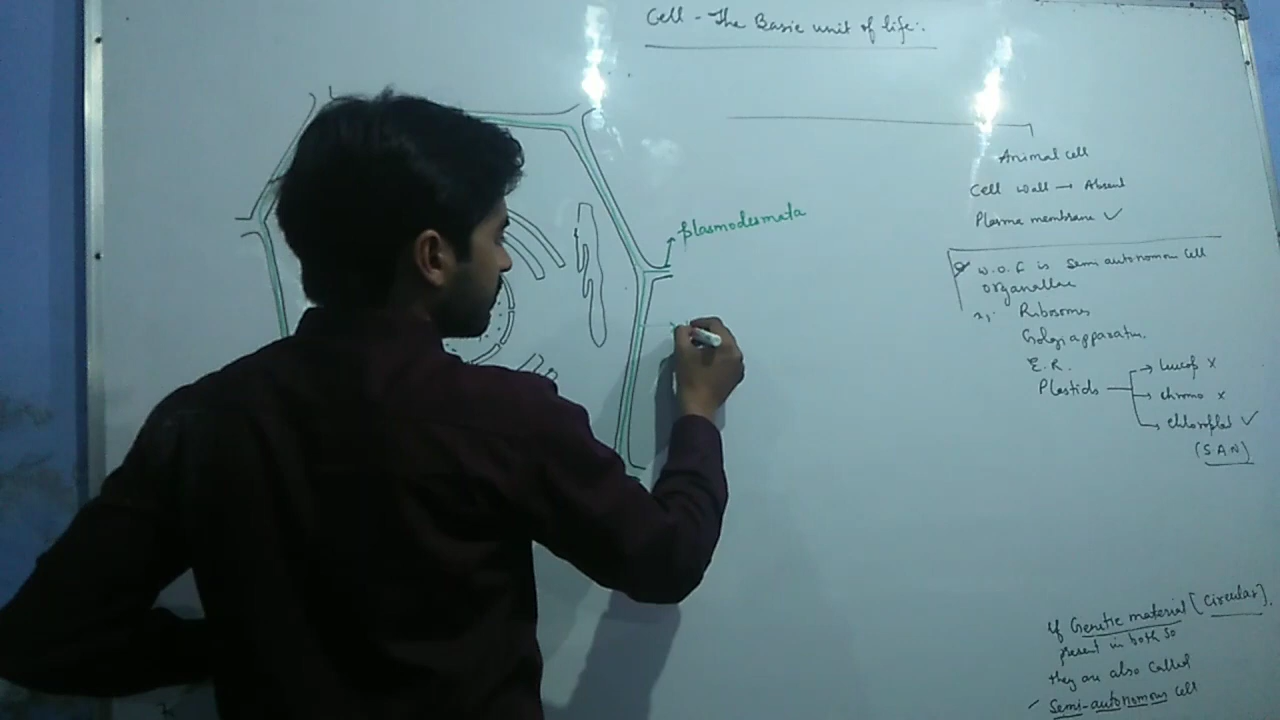 Cell - The Basic unit of life:-
Animal cell
Cell wall → Absent
Plasma membrane ✓
plasmodesmata
W.O.F is Semi autonomous Cell
organellae
Ribosomes
Golgi apparatus.
E.R.
Plastids → leucop x
→ chromo x
→ chloroplast ✓
(SAN)
If Genetic material [Circular].
present in both So
they are also Called
Semi-autonomous cell